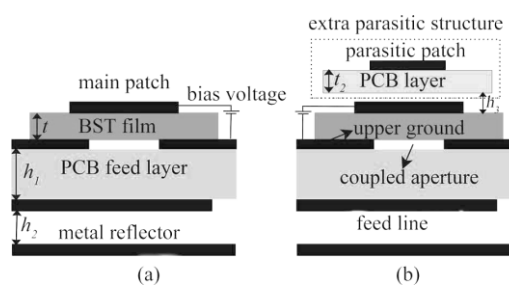 extra parasitic structure
parasitic patch
t2 PCB layer
main patch
bias voltage
h3
t BST film
upper ground
h1 PCB feed layer
coupled aperture
h2 metal reflector
feed line
(a) (b)